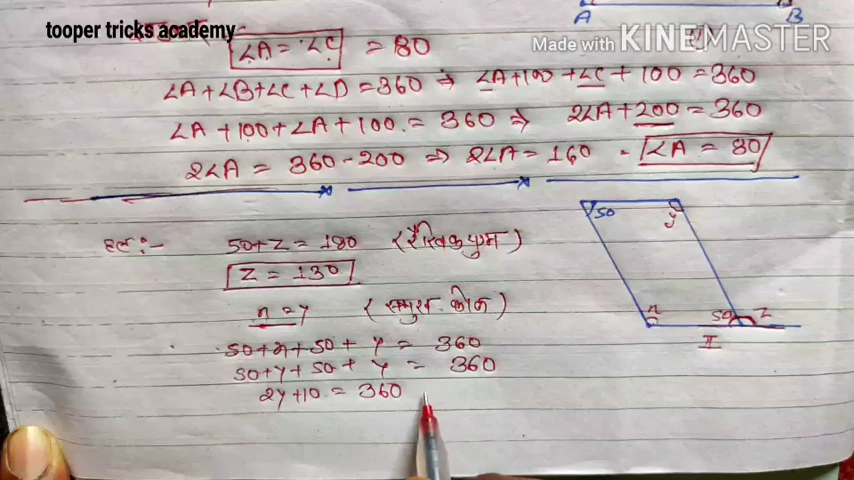 tooper tricks academy
A B
Made with KINEMASTER
∠A = ∠C = 80
∠A+∠B+∠C+∠D=360 ⇒ ∠A+100+∠C+100=360
∠A+100+∠A+100.=360 ⇒ 2∠A+200=360
2∠A = 360-200 ⇒ 2∠A=160 - ∠A = 80
हल:- 50+Z=180 (रैखिक युग्म)
Z = 130
x = y (सम्मुख कोण)
50+x+50+y = 360
50+y+50+y = 360
2y+10 = 360
50 y
x 50 Z
II